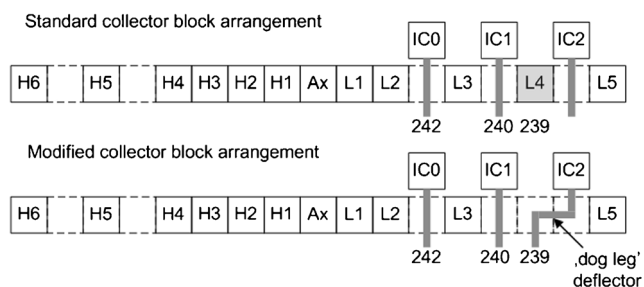 Standard collector block arrangement
IC0 IC1 IC2
H6 H5 H4 H3 H2 H1 Ax L1 L2 L3 L4 L5
242 240 239
Modified collector block arrangement
IC0 IC1 IC2
H6 H5 H4 H3 H2 H1 Ax L1 L2 L3 L5
242 240 239
‚dog leg’
deflector